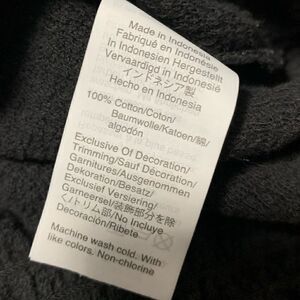 Made in Indonesia
Fabriqué en Indonésie
In Indonesien Hergestellt
Vervaardigd in Indonesië
インドネシア製
Hecho en Indonesia
100% Cotton/Coton/
Baumwolle/Katoen/綿/
algodón
Exclusive Of Decoration/
Trimming/Sauf Décoration/
Garnitures/Ausgenommen
Dekoration/Besatz/
Exclusief Versiering/
Garneersel/装飾部分を除
く/トリム部/No Incluye
Decoración/Ribete
Machine wash cold. With
like colors. Non-chlorine